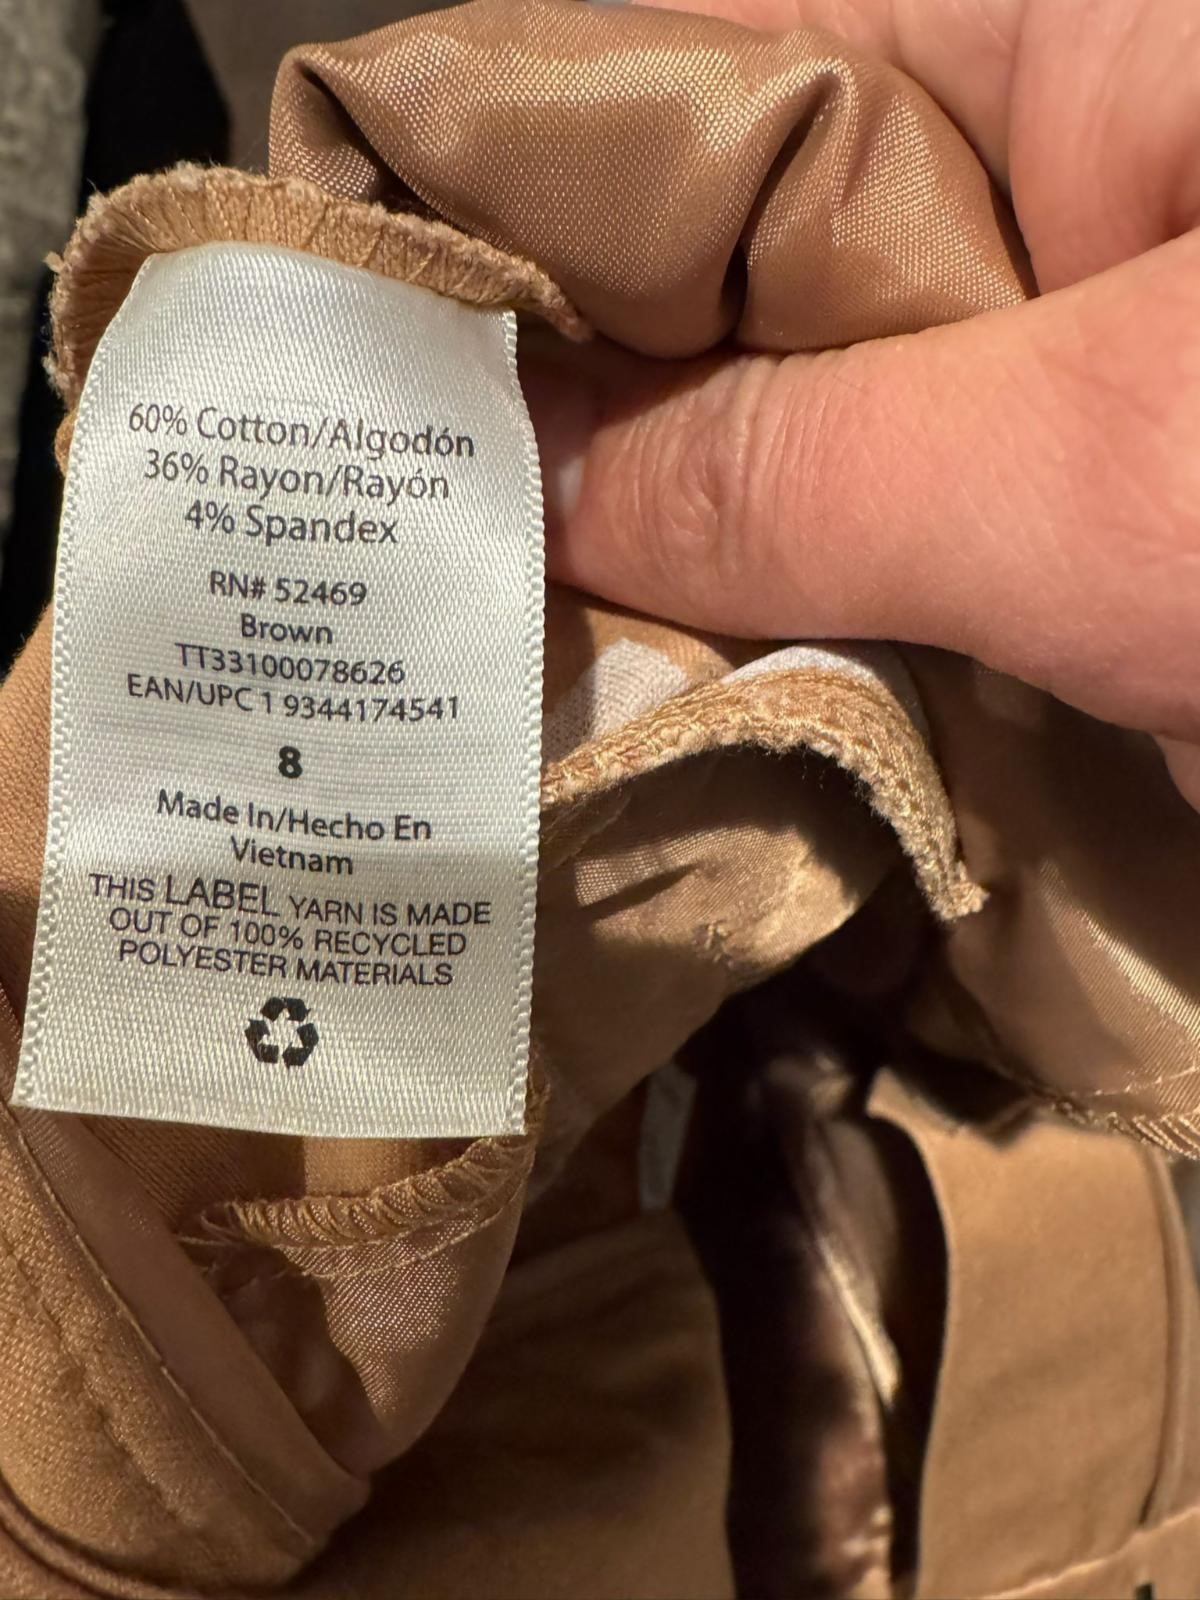 60% Cotton/Algodón
36% Rayon/Rayón
4% Spandex
RN# 52469
Brown
TT33100078626
EAN/UPC 1 9344174541
8
Made In/Hecho En
Vietnam
THIS LABEL YARN IS MADE
OUT OF 100% RECYCLED
POLYESTER MATERIALS